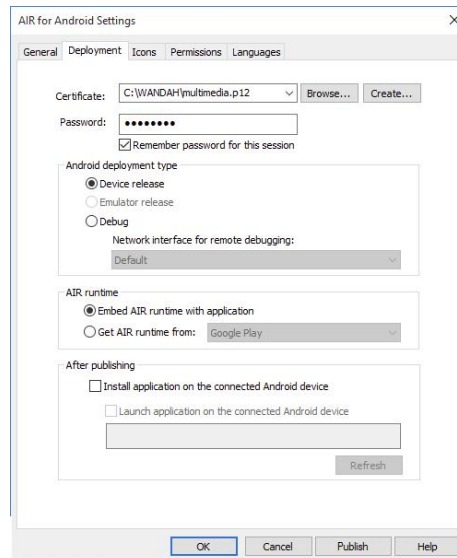 AIR for Android Settings
General Deployment Icons Permissions Languages
Certificate: C:\WANDAH\multimedia.p12 Browse... Create...
Password: ●●●●●●●●
Remember password for this session
Android deployment type
Device release
Emulator release
Debug
Network interface for remote debugging:
Default
AIR runtime
Embed AIR runtime with application
Get AIR runtime from: Google Play
After publishing
Install application on the connected Android device
Launch application on the connected Android device
Refresh
OK Cancel Publish Help